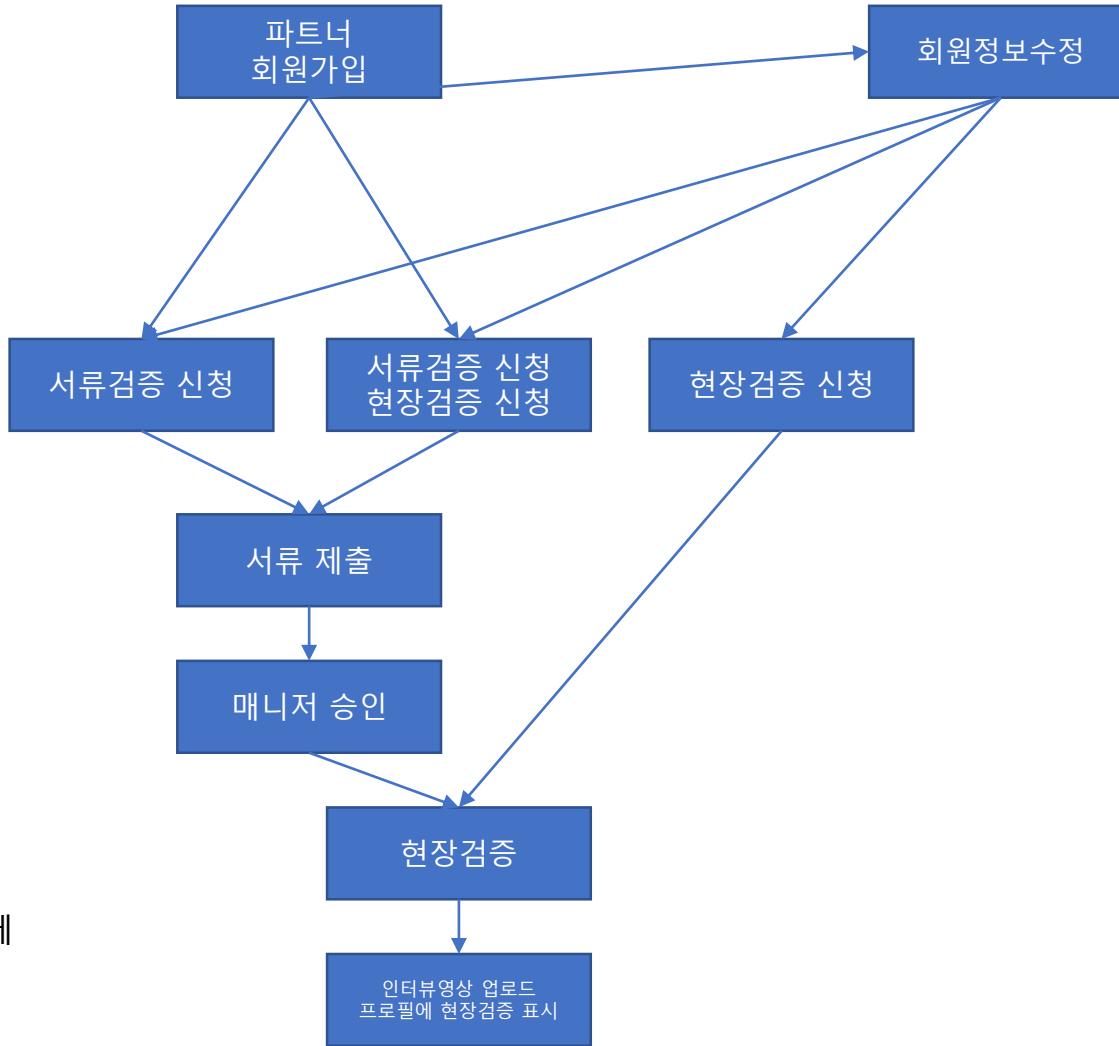 파트너
회원가입
회원정보수정
서류검증 신청
서류검증 신청
현장검증 신청
현장검증 신청
서류 제출
매니저 승인
현장검증
인터뷰영상 업로드
프로필에 현장검증 표시